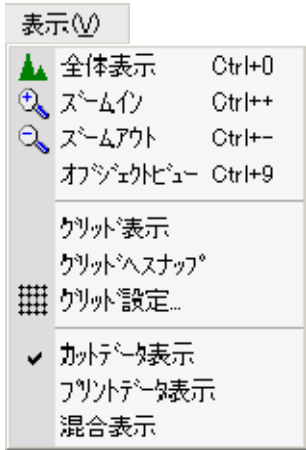 表示(V)
全体表示 Ctrl+0
ｽﾞｰﾑｲﾝ Ctrl++
ｽﾞｰﾑｱｳﾄ Ctrl+-
ｵﾌﾞｼﾞｪｸﾄﾋﾞｭｰ Ctrl+9
ｸﾞﾘｯﾄﾞ表示
ｸﾞﾘｯﾄﾞへｽﾅｯﾌﾟ
ｸﾞﾘｯﾄﾞ設定...
ｶｯﾄﾃﾞｰﾀ表示
ﾌﾟﾘﾝﾄﾃﾞｰﾀ表示
混合表示